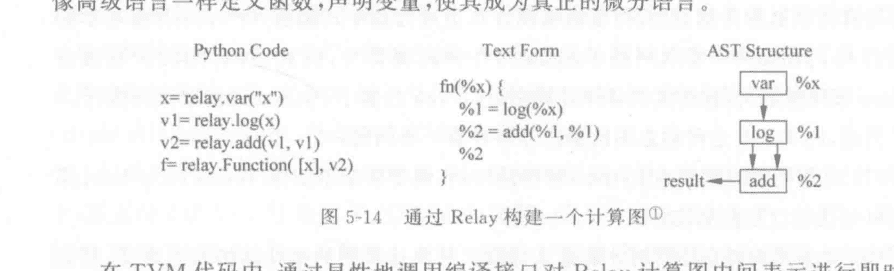 像高级语言一样定义函数,声明变量,使其成为真正的微分语言。
Python Code
x= relay.var("x")
v1= relay.log(x)
v2= relay.add(v1, v1)
f= relay.Function( [x], v2)
Text Form
fn(%x) {
%1 = log(%x)
%2 = add(%1, %1)
%2
}
AST Structure
var %x
log %1
result add %2
图 5-14 通过 Relay 构建一个计算图①
在 TVM 代码中,通过显性地调用编译接口对 Relay 计算图中间表示进行即时